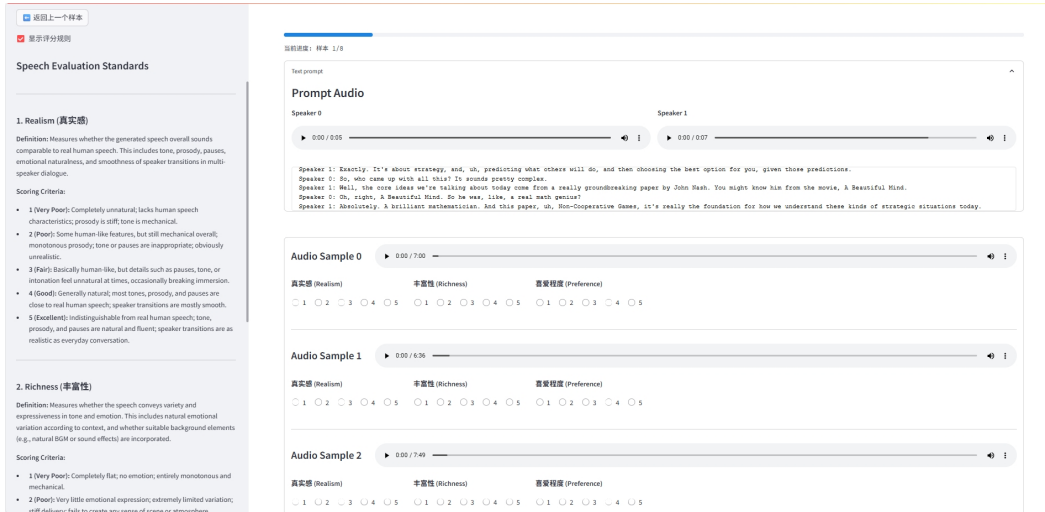 返回上一个样本
显示评分规则
Speech Evaluation Standards
1. Realism (真实感)
Definition: Measures whether the generated speech overall sounds
comparable to real human speech. This includes tone, prosody, pauses,
emotional naturalness, and smoothness of speaker transitions in multi-
speaker dialogue.
Scoring Criteria:
• 1 (Very Poor): Completely unnatural; lacks human speech
characteristics; prosody is stiff; tone is mechanical.
• 2 (Poor): Some human-like features, but still mechanical overall;
monotonous prosody; tone or pauses are inappropriate; obviously
unrealistic.
• 3 (Fair): Basically human-like, but details such as pauses, tone, or
intonation feel unnatural at times, occasionally breaking immersion.
• 4 (Good): Generally natural; most tones, prosody, and pauses are
close to real human speech; speaker transitions are mostly smooth.
• 5 (Excellent): Indistinguishable from real human speech; tone,
prosody, and pauses are natural and fluent; speaker transitions are as
realistic as everyday conversation.
2. Richness (丰富性)
Definition: Measures whether the speech conveys variety and
expressiveness in tone and emotion. This includes natural emotional
variation according to context, and whether suitable background elements
(e.g., natural BGM or sound effects) are incorporated.
Scoring Criteria:
• 1 (Very Poor): Completely flat; no emotion; entirely monotonous and
mechanical.
• 2 (Poor): Very little emotional expression; extremely limited variation;
stiff delivery; fails to create any sense of scene or atmosphere.
当前进度: 样本 1/8
Text prompt
Prompt Audio
Speaker 0
Speaker 1
0:00 / 0:05
0:00 / 0:07
Speaker 1: Exactly. It's about strategy, and, uh, predicting what others will do, and then choosing the best option for you, given those predictions.
Speaker 0: So, who came up with all this? It sounds pretty complex.
Speaker 1: Well, the core ideas we're talking about today come from a really groundbreaking paper by John Nash. You might know him from the movie, A Beautiful Mind.
Speaker 0: Oh, right, A Beautiful Mind. So he was, like, a real math genius?
Speaker 1: Absolutely. A brilliant mathematician. And this paper, uh, Non-Cooperative Games, it's really the foundation for how we understand these kinds of strategic situations today.
Audio Sample 0
0:00 / 7:00
真实感 (Realism) 丰富性 (Richness) 喜爱程度 (Preference)
1 2 3 4 5 1 2 3 4 5 1 2 3 4 5
Audio Sample 1
0:00 / 6:36
真实感 (Realism) 丰富性 (Richness) 喜爱程度 (Preference)
1 2 3 4 5 1 2 3 4 5 1 2 3 4 5
Audio Sample 2
0:00 / 7:49
真实感 (Realism) 丰富性 (Richness) 喜爱程度 (Preference)
1 2 3 4 5 1 2 3 4 5 1 2 3 4 5